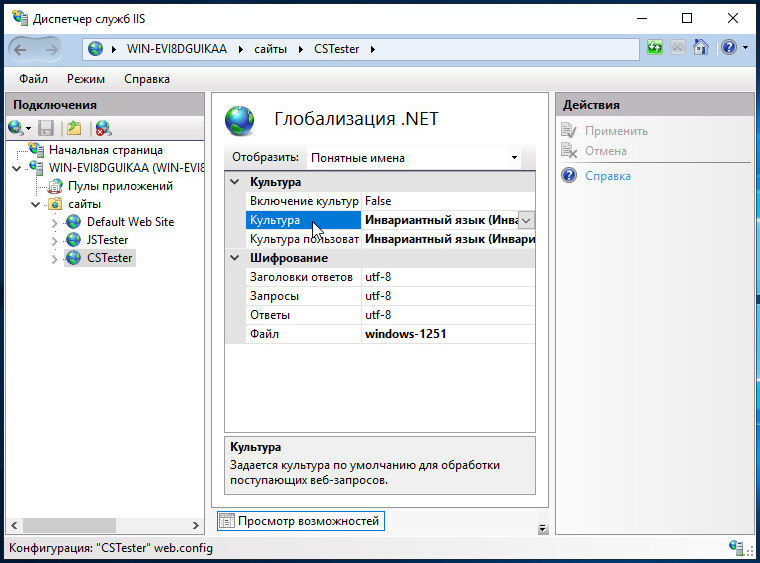 Диспетчер служб IIS
WIN-EVI8DGUIKAA
сайты
CSTester
Файл
Режим
Справка
Подключения
Начальная страница
WIN-EVI8DGUIKAA (WIN-EVI8
Пулы приложений
сайты
Default Web Site
JSTester
CSTester
Глобализация .NET
Отобразить: Понятные имена
Культура
Включение культур False
Культура Инвариантный язык (Инва
Культура пользоват Инвариантный язык (Инвари
Шифрование
Заголовки ответов utf-8
Запросы utf-8
Ответы utf-8
Файл windows-1251
Культура
Задается культура по умолчанию для обработки
поступающих веб-запросов.
Просмотр возможностей
Действия
Применить
Отмена
Справка
Конфигурация: "CSTester" web.config